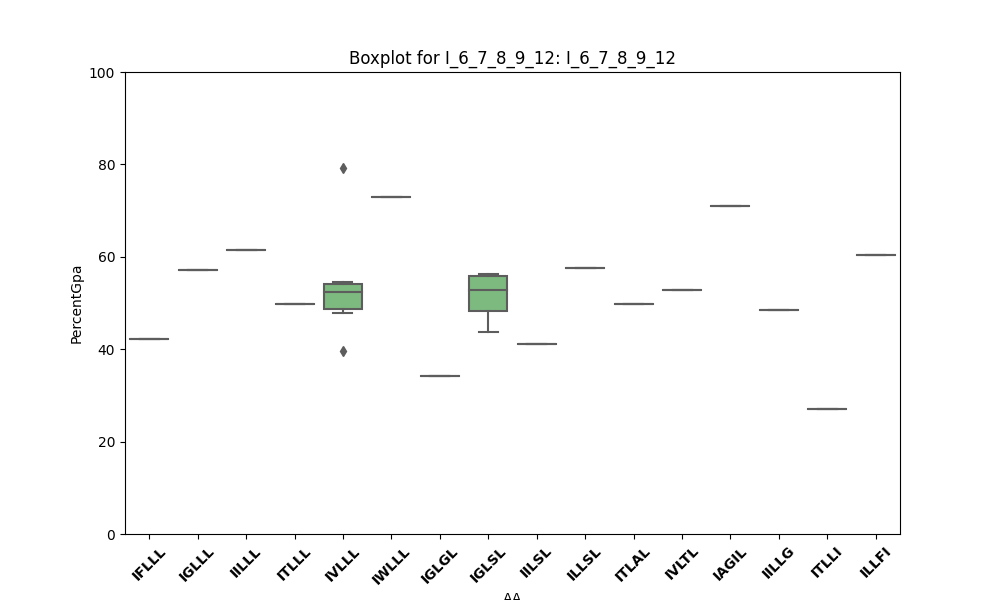 Boxplot for I_6_7_8_9_12: I_6_7_8_9_12
100
80
60
40
20
0
PercentGpa
IFLLL IGLLL IILLL ITLLL IVLLL IWLLL IGLGL IGLSL IILSL ILLSL ITLAL IVLTL IAGIL IILLG ITLLI ILLFI
AA